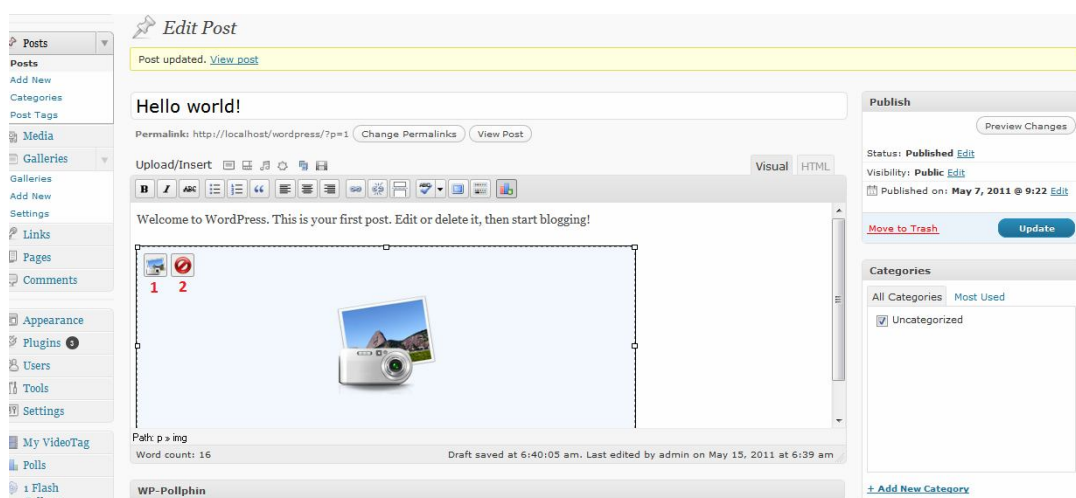 Edit Post
Posts
Posts
Add New
Categories
Post Tags
Media
Galleries
Galleries
Add New
Settings
Links
Pages
Comments
Appearance
Plugins 3
Users
Tools
Settings
My VideoTag
Polls
1 Flash
Post updated. View post
Hello world!
Permalink: http://localhost/wordpress/?p=1 Change Permalinks View Post
Upload/Insert
Visual HTML
B I ABC
Welcome to WordPress. This is your first post. Edit or delete it, then start blogging!
1 2
Path: p » img
Word count: 16 Draft saved at 6:40:05 am. Last edited by admin on May 15, 2011 at 6:39 am
WP-Pollphin
Publish
Preview Changes
Status: Published Edit
Visibility: Public Edit
Published on: May 7, 2011 @ 9:22 Edit
Move to Trash Update
Categories
All Categories Most Used
Uncategorized
+ Add New Category